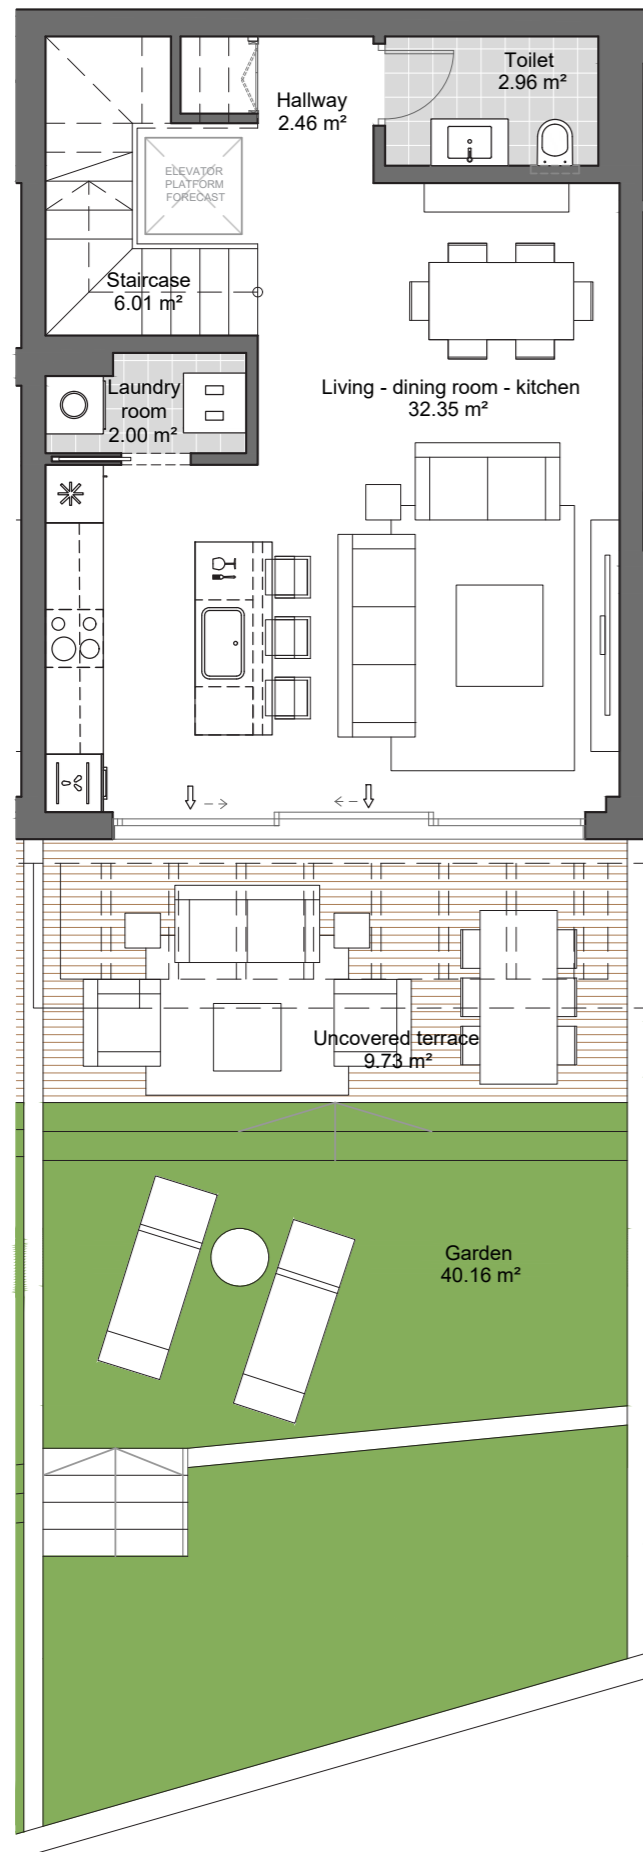 Toilet
2.96 m²
Hallway
2.46 m²
ELEVATOR
PLATFORM
FORECAST
Staircase
6.01 m²
Laundry
room
2.00 m²
Living - dining room - kitchen
32.35 m²
Uncovered terrace
9.73 m²
Garden
40.16 m²